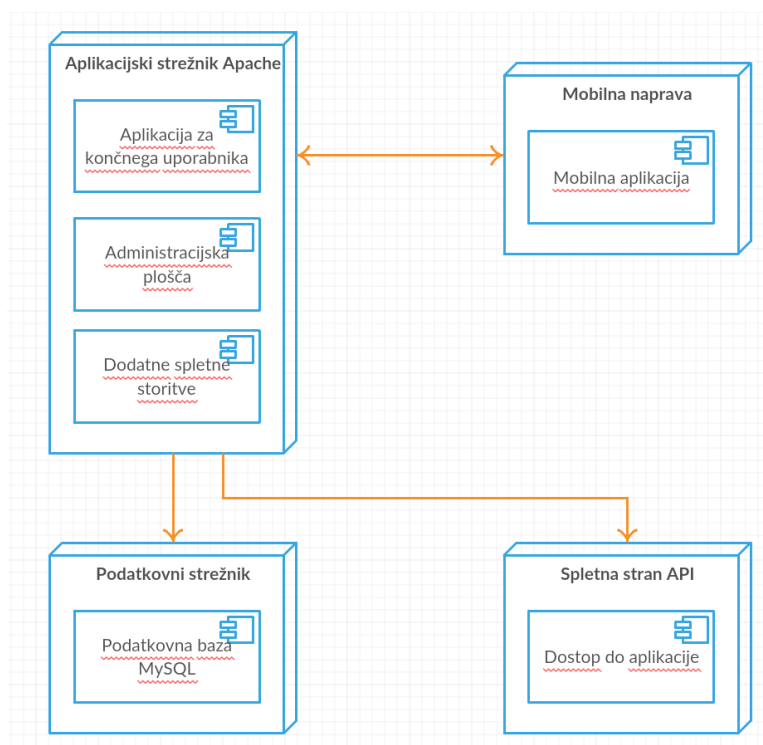 Aplikacijski strežnik Apache
Aplikacija za
končnega uporabnika
Administracijska
plošča
Dodatne spletne
storitve
Mobilna naprava
Mobilna aplikacija
Podatkovni strežnik
Podatkovna baza
MySQL
Spletna stran API
Dostop do aplikacije